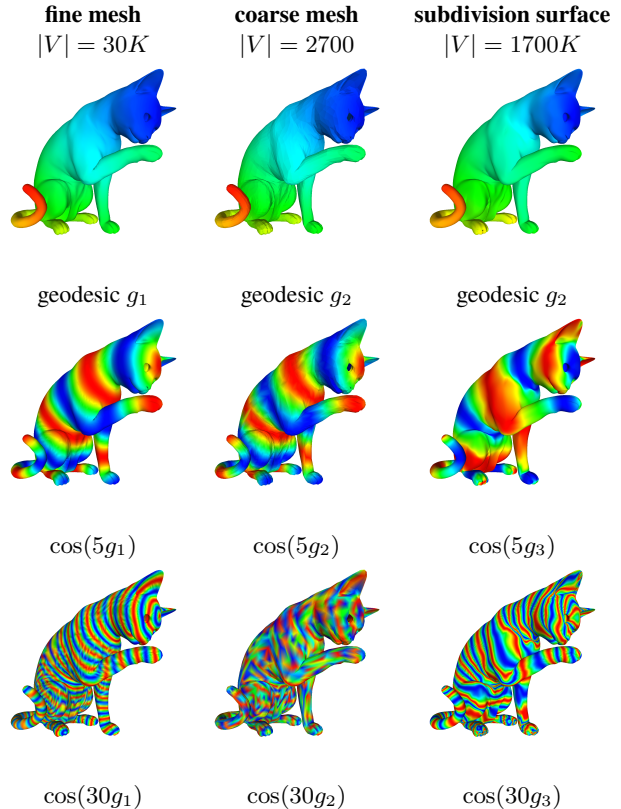 fine mesh coarse mesh subdivision surface
|V| = 30K |V| = 2700 |V| = 1700K
geodesic g₁ geodesic g₂ geodesic g₂
cos(5g₁) cos(5g₂) cos(5g₃)
cos(30g₁) cos(30g₂) cos(30g₃)